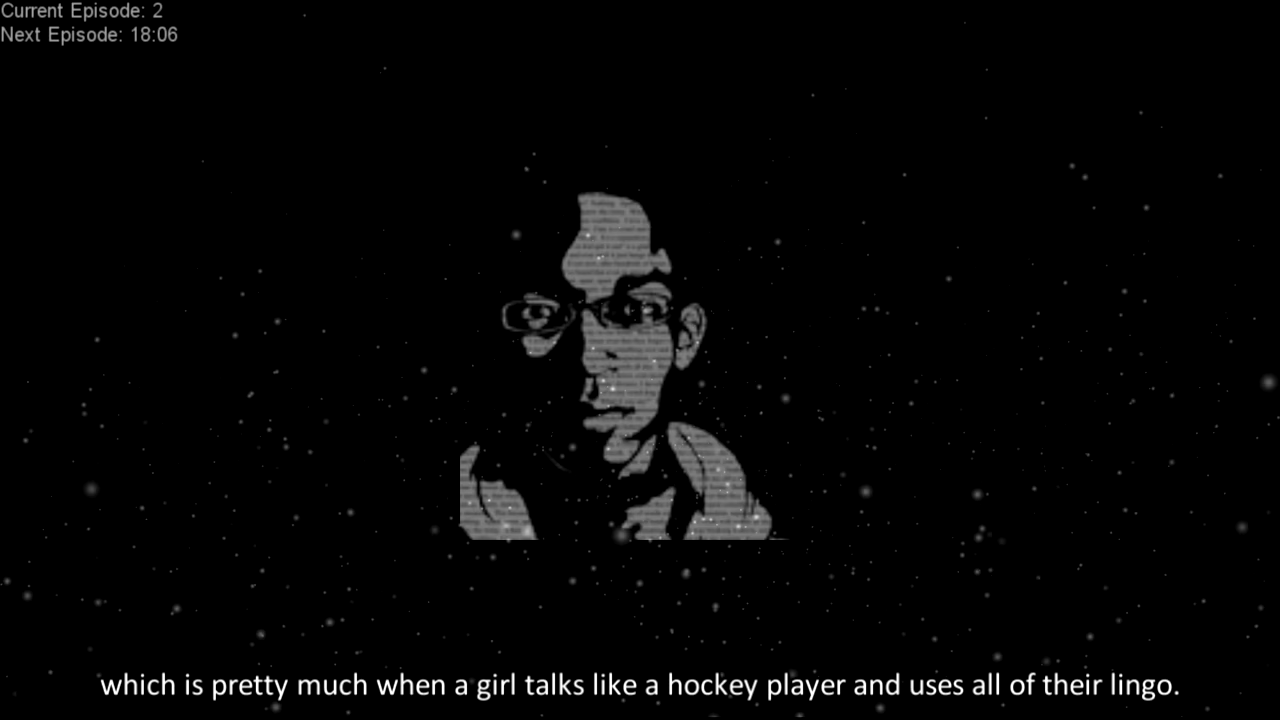 Current Episode: 2
Next Episode: 18:06
which is pretty much when a girl talks like a hockey player and uses all of their lingo.